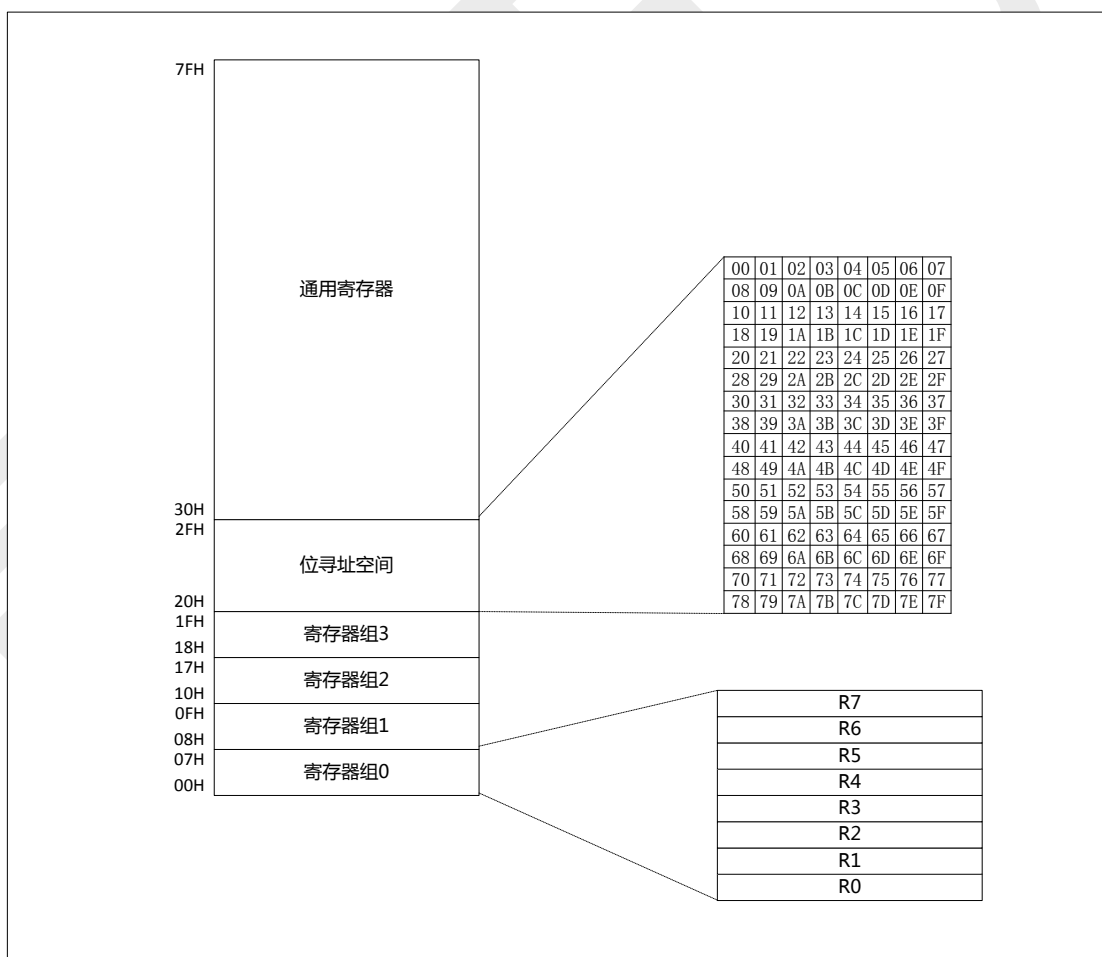 7FH
通用寄存器
30H
2FH
位寻址空间
20H
1FH
寄存器组3
18H
17H
寄存器组2
10H
0FH
寄存器组1
08H
07H
寄存器组0
00H
00 01 02 03 04 05 06 07
08 09 0A 0B 0C 0D 0E 0F
10 11 12 13 14 15 16 17
18 19 1A 1B 1C 1D 1E 1F
20 21 22 23 24 25 26 27
28 29 2A 2B 2C 2D 2E 2F
30 31 32 33 34 35 36 37
38 39 3A 3B 3C 3D 3E 3F
40 41 42 43 44 45 46 47
48 49 4A 4B 4C 4D 4E 4F
50 51 52 53 54 55 56 57
58 59 5A 5B 5C 5D 5E 5F
60 61 62 63 64 65 66 67
68 69 6A 6B 6C 6D 6E 6F
70 71 72 73 74 75 76 77
78 79 7A 7B 7C 7D 7E 7F
R7
R6
R5
R4
R3
R2
R1
R0